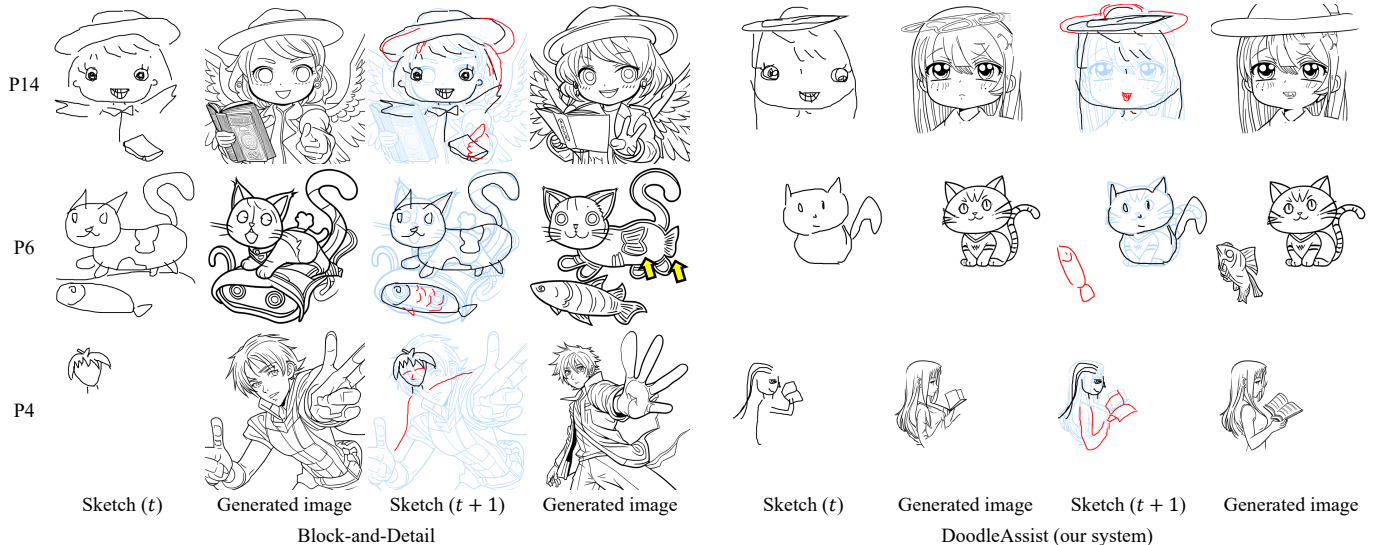 P14
P6
P4
Sketch (t) Generated image Sketch (t + 1) Generated image Sketch (t) Generated image Sketch (t + 1) Generated image
Block-and-Detail DoodleAssist (our system)